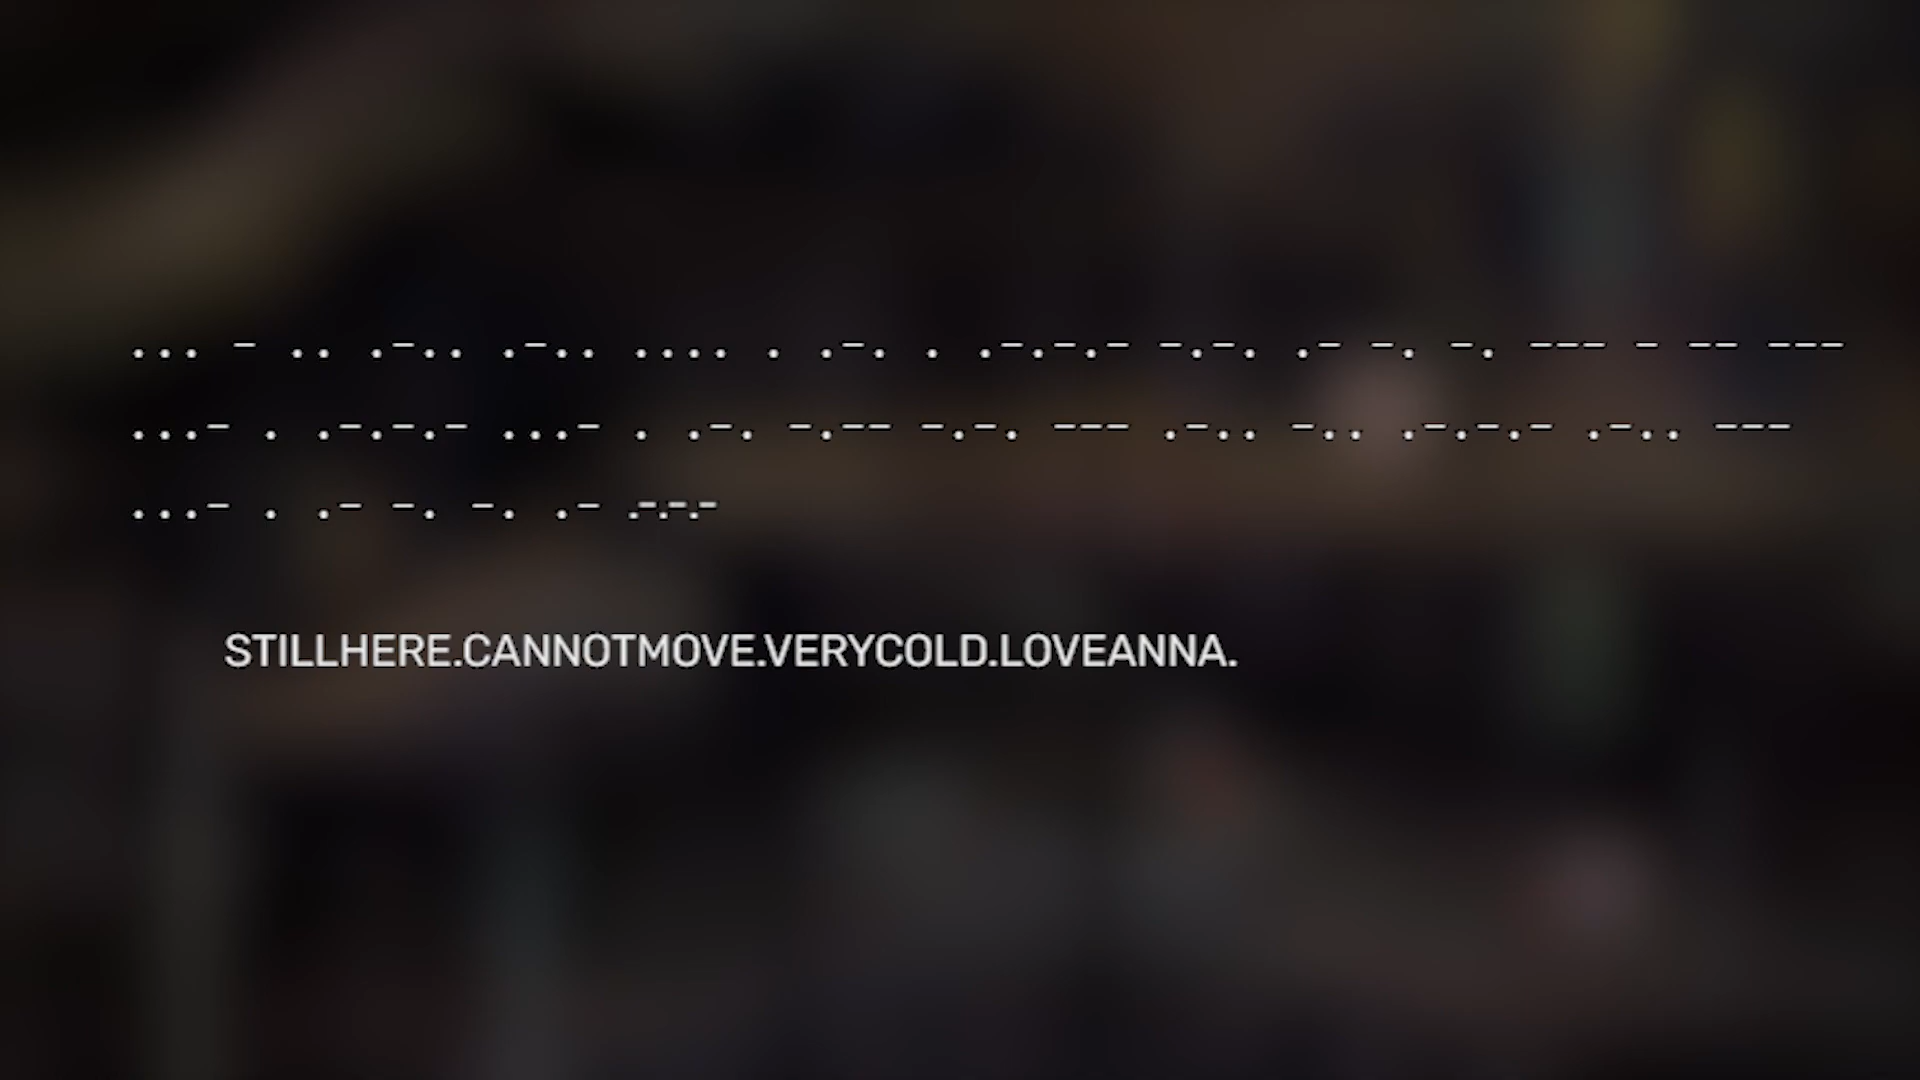 ... - .. .-.. .-.. .... . .-. . .-.-.- -.-. .- -. -. --- - -- ---
...- . .-.-.- ...- . .-. -.-- -.-. --- .-.. -.. .-.-.- .-.. ---
...- . .- -. -. .- .-.-.-
STILLHERE.CANNOTMOVE.VERYCOLD.LOVEANNA.